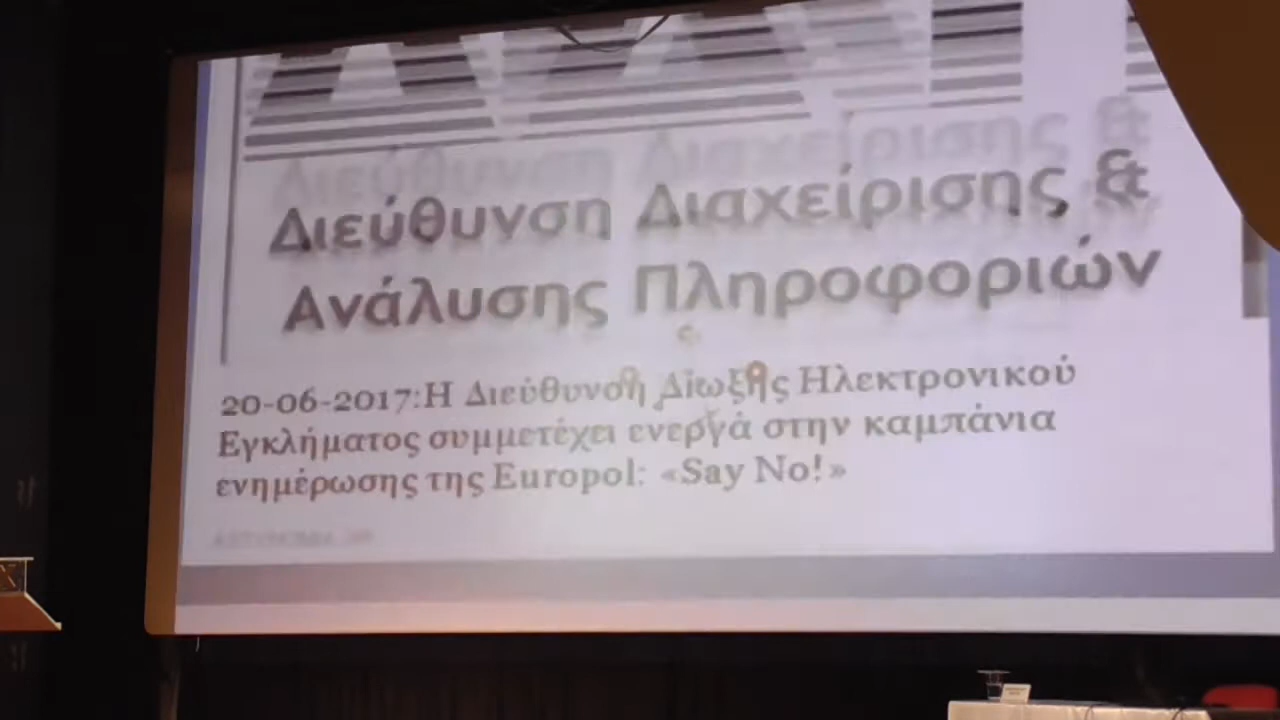 Διεύθυνση Διαχείρισης &
Ανάλυσης Πληροφοριών
20-06-2017:Η Διεύθυνση Δίωξης Ηλεκτρονικού
Εγκλήματος συμμετέχει ενεργά στην καμπάνια
ενημέρωσης της Europol: «Say No!»